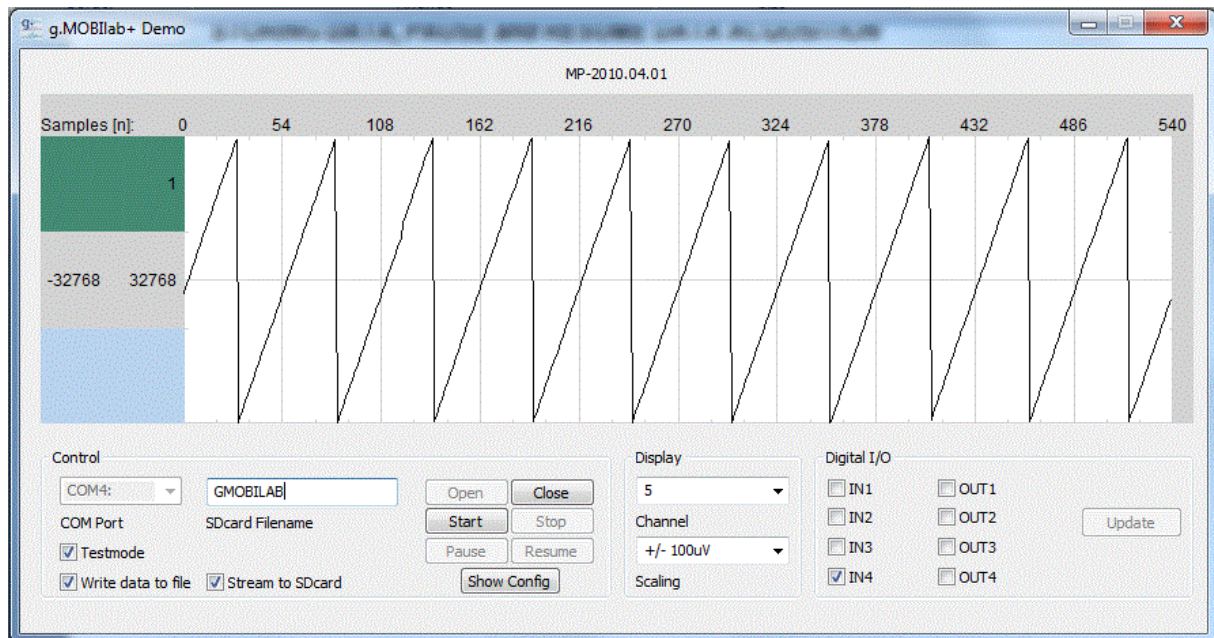 g.MOBIlab+ Demo
MP-2010.04.01
Samples [n]: 0 54 108 162 216 270 324 378 432 486 540
1
-32768 32768
Control
Display
Digital I/O
COM4:
GMOBILAB
Open
Close
5
IN1
OUT1
COM Port
SDcard Filename
Start
Stop
Channel
IN2
OUT2
Update
Testmode
Pause
Resume
+/- 100uV
IN3
OUT3
Write data to file
Stream to SDcard
Show Config
Scaling
IN4
OUT4